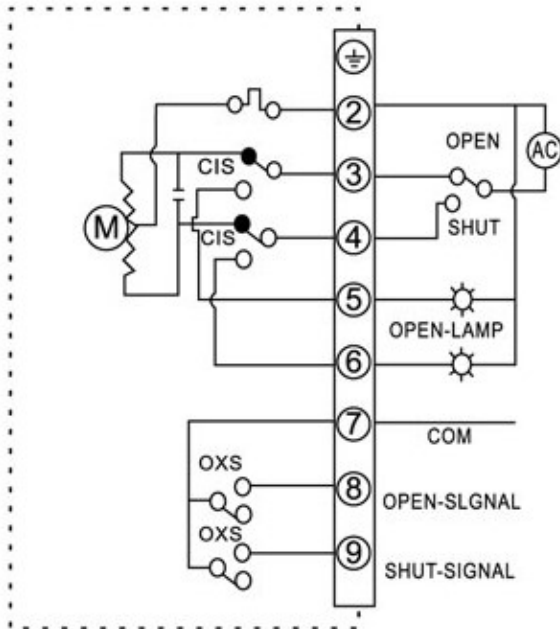 2
OPEN
AC
CIS
3
M
CIS
4
SHUT
5
OPEN-LAMP
6
7
COM
OXS
8
OPEN-SLGNAL
OXS
9
SHUT-SIGNAL